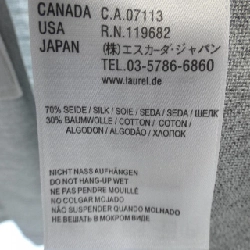 CANADA C.A.07113
USA R.N.119682
JAPAN (株)エスカーダ・ジャパン
TEL.03-5786-6860
www.laurel.de
70% SEIDE / SILK / SOIE / SEDA / SEDA / ШЕЛК
30% BAUMWOLLE / COTTON / COTON /
ALGODON / ALGODÃO / ХЛОПОК
NICHT NASS AUFHÄNGEN
DO NOT HANG-UP WET
NE PAS PENDRE MOUILLÉ
NO COLGAR MOJADO
NÃO SUSPENDER QUANDO MOLHADO
НЕ ВЕШАТЬ В МОКРОМ ВИДЕ